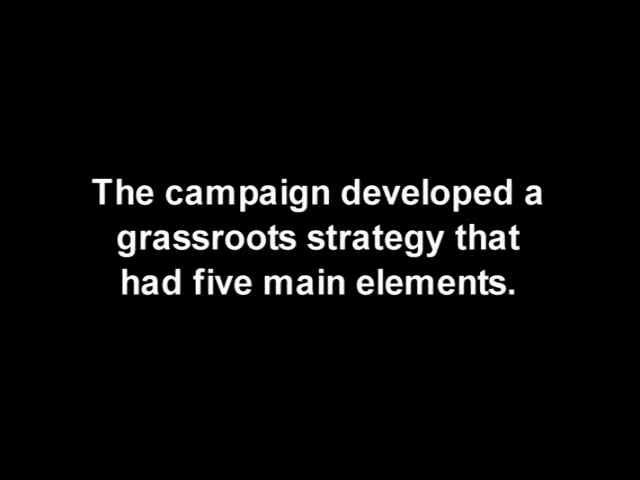 The campaign developed a
grassroots strategy that
had five main elements.